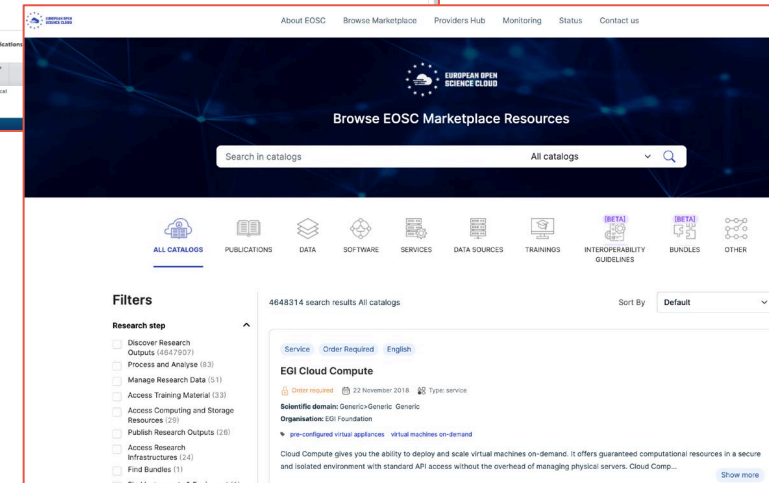 ications
cal
EUROPEAN OPEN
SCIENCE CLOUD
About EOSC Browse Marketplace Providers Hub Monitoring Status Contact us
EUROPEAN OPEN
SCIENCE CLOUD
Browse EOSC Marketplace Resources
Search in catalogs All catalogs
[BETA] [BETA]
ALL CATALOGS PUBLICATIONS DATA SOFTWARE SERVICES DATA SOURCES TRAININGS INTEROPERABILITY BUNDLES OTHER
GUIDELINES
Filters
4648314 search results All catalogs Sort By Default
Research step
Discover Research
Outputs (4647907)
Process and Analyse (83)
Manage Research Data (51)
Access Training Material (33)
Access Computing and Storage
Resources (29)
Publish Research Outputs (26)
Access Research
Infrastructures (24)
Find Bundles (1)
Service Order Required English
EGI Cloud Compute
Order required 22 November 2018 Type: service
Scientific domain: Generic>Generic Generic
Organisation: EGI Foundation
pre-configured virtual appliances virtual machines on-demand
Cloud Compute gives you the ability to deploy and scale virtual machines on-demand. It offers guaranteed computational resources in a secure
and isolated environment with standard API access without the overhead of managing physical servers. Cloud Comp...
Show more